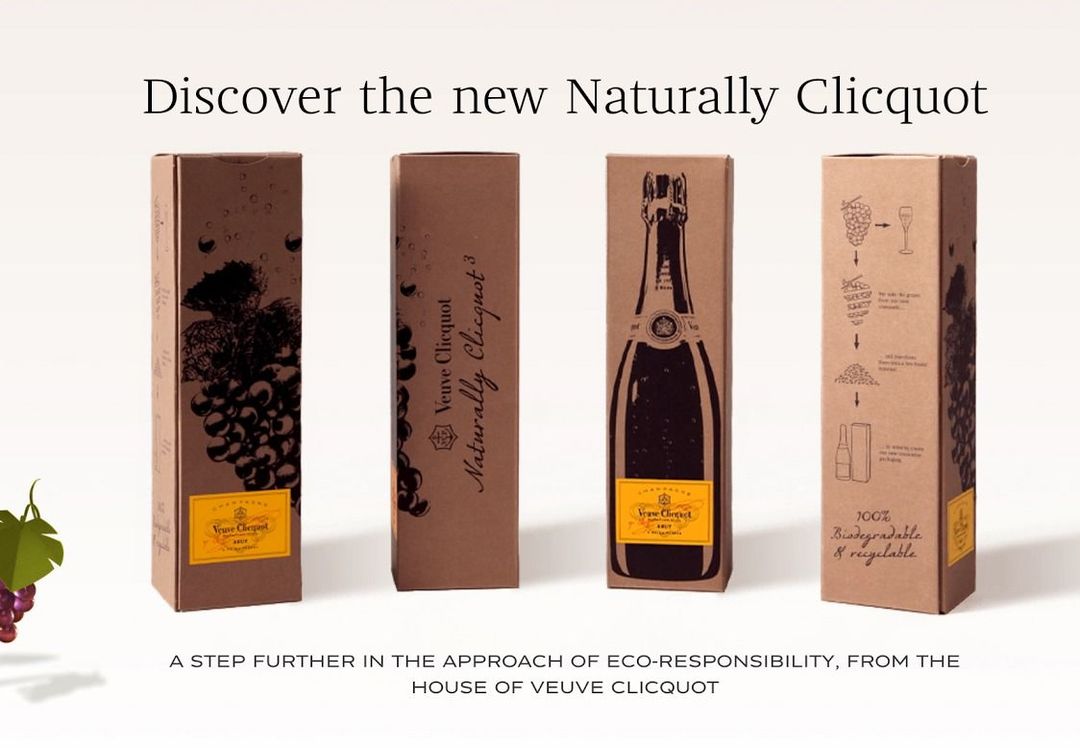 Discover the new Naturally Clicquot
Veuve Clicquot
Naturally Clicquot³
CHAMPAGNE
Veuve Clicquot
BRUT
CHAMPAGNE
Veuve Clicquot
BRUT
100%
Biodegradable
& recyclable
A STEP FURTHER IN THE APPROACH OF ECO-RESPONSIBILITY, FROM THE
HOUSE OF VEUVE CLICQUOT